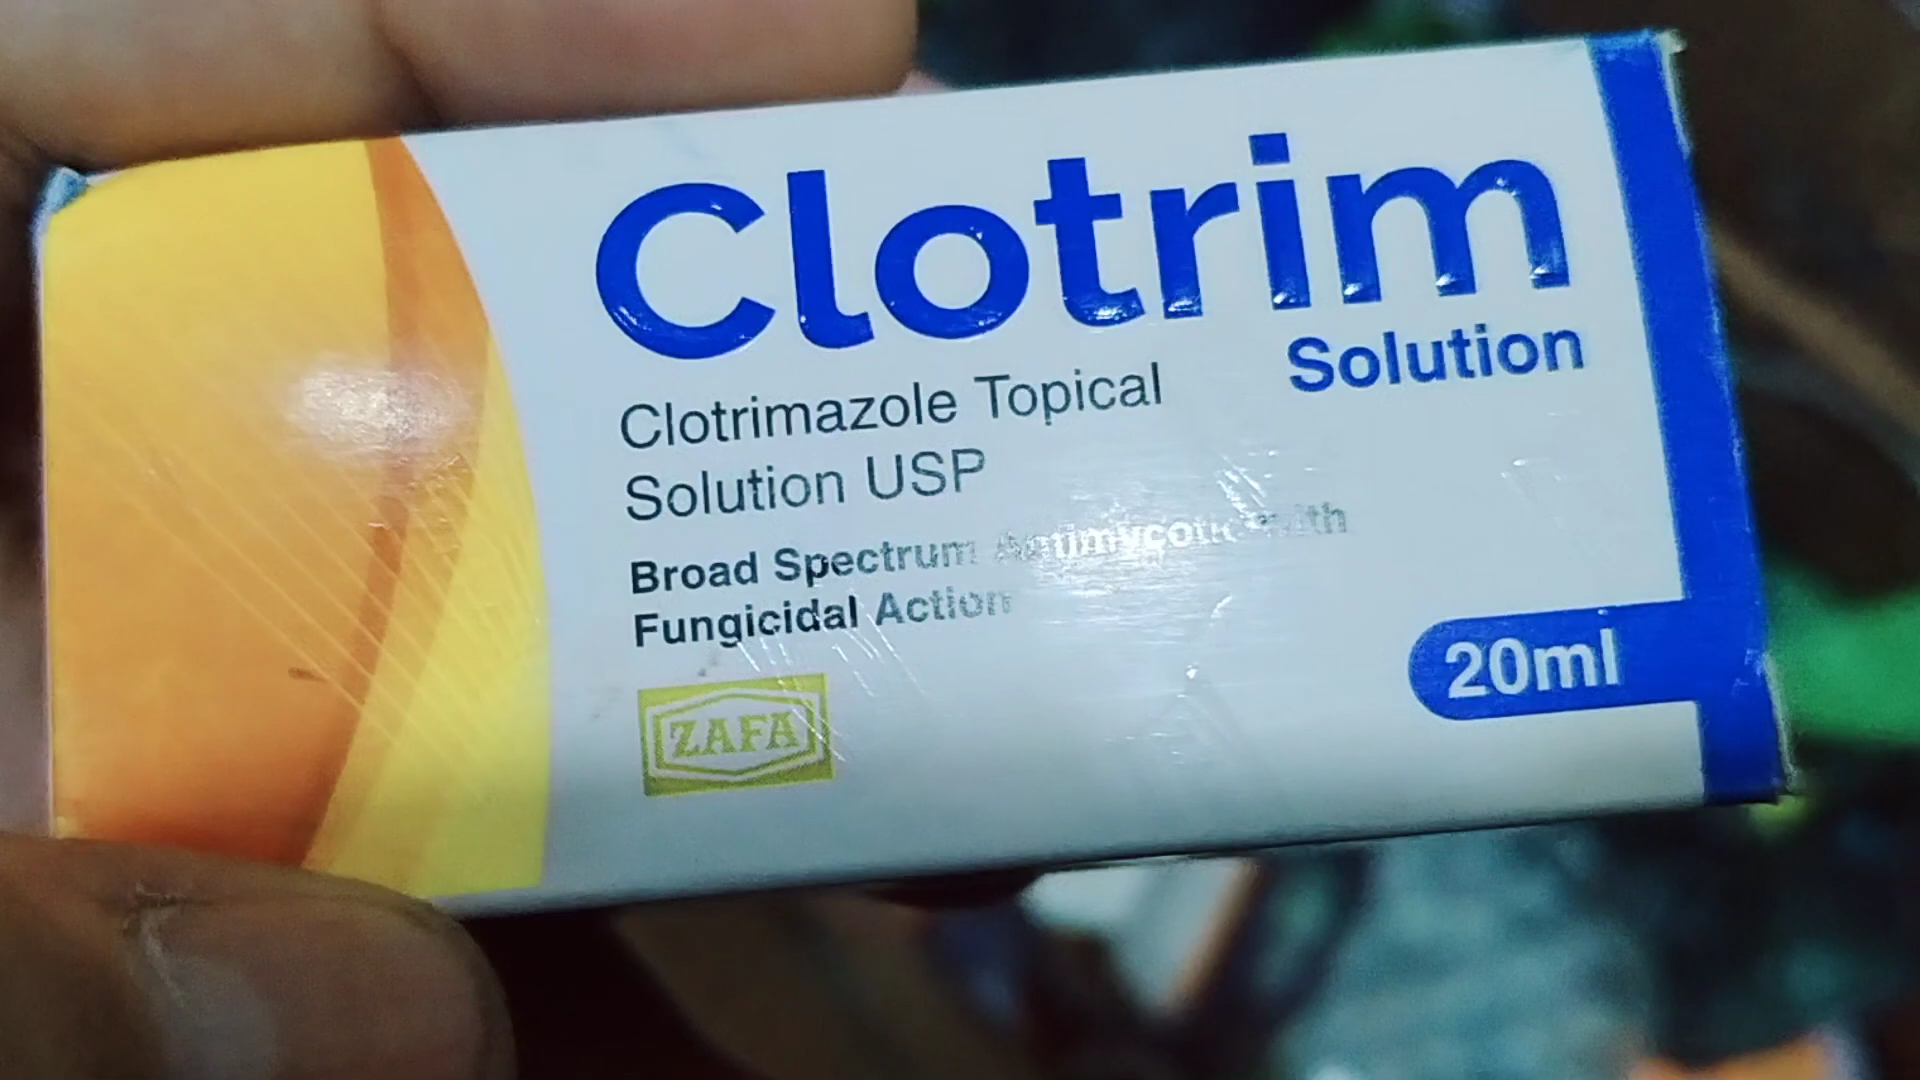 Clotrim
Solution
Clotrimazole Topical
Solution USP
Broad Spectrum Antimycotic with
Fungicidal Action
20ml
ZAFA